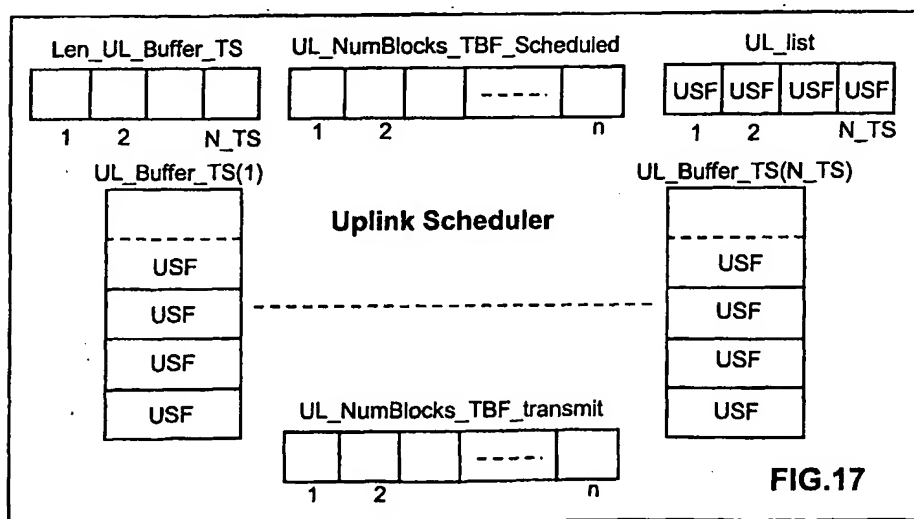 Len_UL_Buffer_TS UL_NumBlocks_TBF_Scheduled UL_list
USF USF USF USF
1 2 N_TS 1 2 n 1 2 N_TS
UL_Buffer_TS(1) UL_Buffer_TS(N_TS)
Uplink Scheduler
USF USF
USF USF
USF USF
USF USF
UL_NumBlocks_TBF_transmit
1 2 n
FIG.17